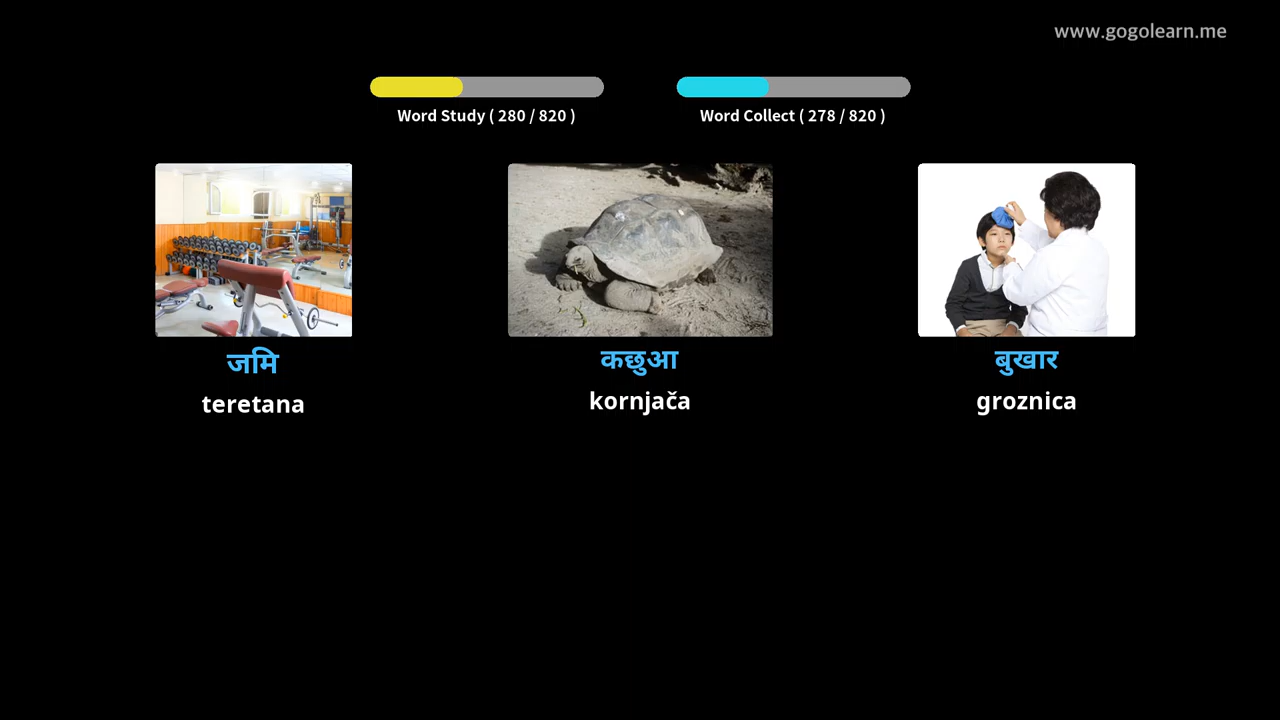 www.gogolearn.me
Word Study ( 280 / 820 )
Word Collect ( 278 / 820 )
जमि
कछुआ
बुखार
teretana
kornjača
groznica